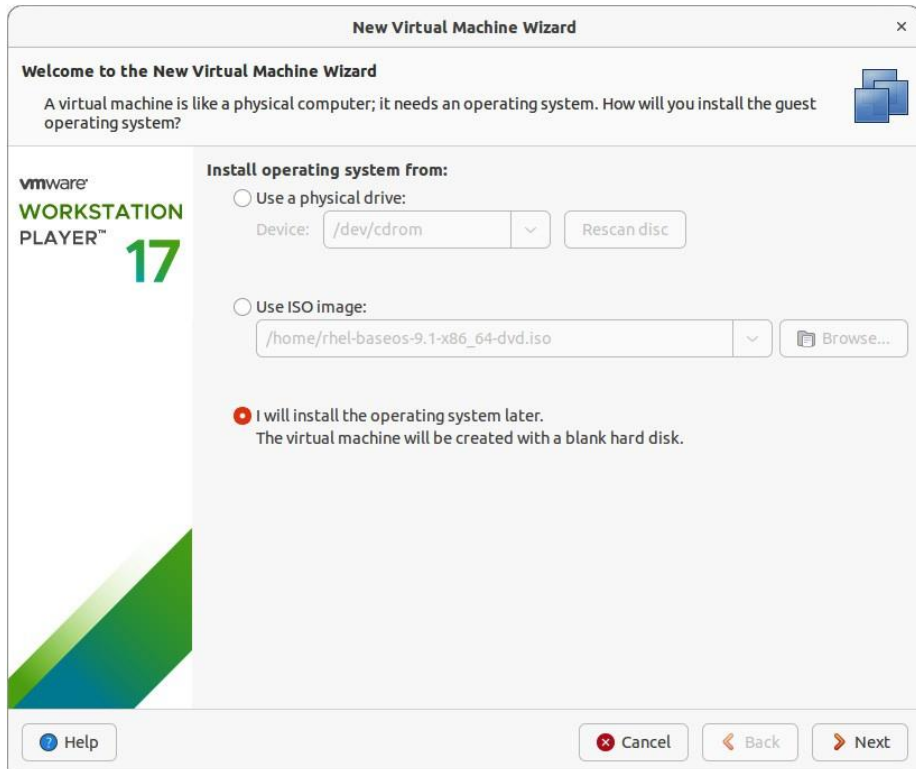 New Virtual Machine Wizard
Welcome to the New Virtual Machine Wizard
A virtual machine is like a physical computer; it needs an operating system. How will you install the guest
operating system?
vmware
WORKSTATION
PLAYER™
17
Install operating system from:
Use a physical drive:
Device: /dev/cdrom Rescan disc
Use ISO image:
/home/rhel-baseos-9.1-x86_64-dvd.iso Browse...
I will install the operating system later.
The virtual machine will be created with a blank hard disk.
Help Cancel Back Next